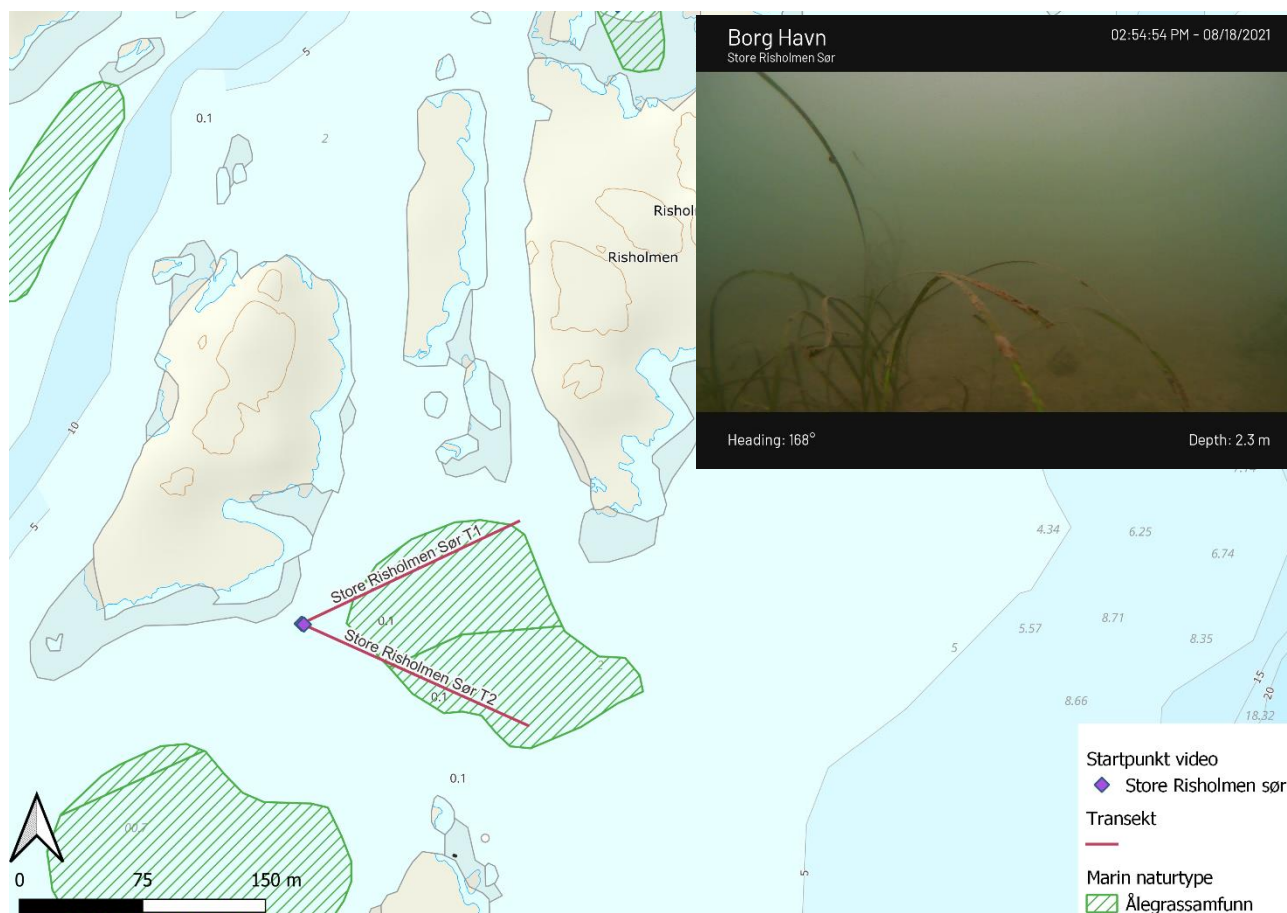 Borg Havn
Store Risholmen Sør
02:54:54 PM - 08/18/2021
Heading: 168°
Depth: 2.3 m
5
0.1
2
Risholmen
10
5
4.34
6.25
6.74
8.71
5.57
8.35
5
8.66
15
20
18.32
Store Risholmen Sør T1
0.1
Store Risholmen Sør T2
0.1
0.1
5
0 75 150 m
Startpunkt video
Store Risholmen sør
Transekt
Marin naturtype
Ålegrassamfunn